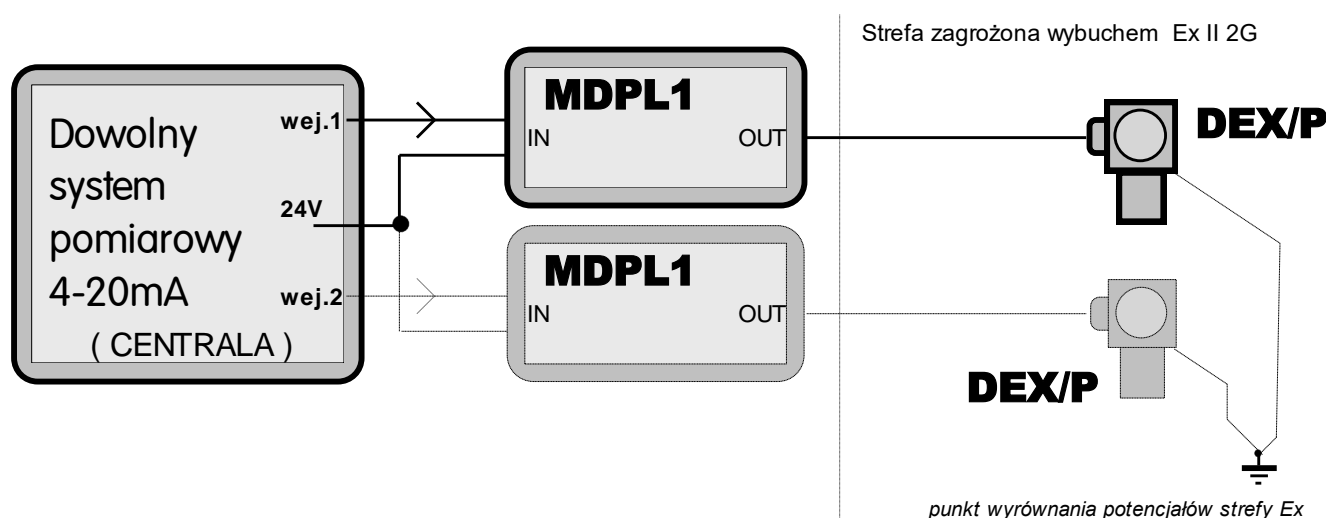 Strefa zagrożona wybuchem Ex II 2G
Dowolny
system
pomiarowy
4-20mA
( CENTRALA )
wej.1
24V
wej.2
MDPL1
IN
OUT
DEX/P
MDPL1
IN
OUT
DEX/P
punkt wyrównania potencjałów strefy Ex